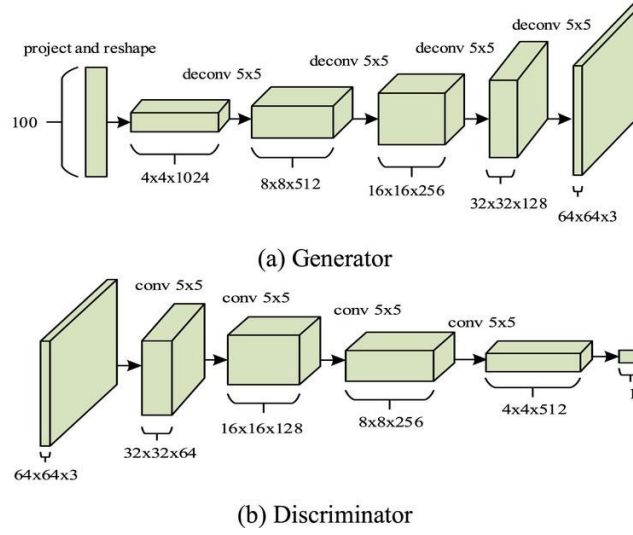 project and reshape
deconv 5x5
deconv 5x5
deconv 5x5
deconv 5x5
100
4x4x1024
8x8x512
16x16x256
32x32x128
64x64x3
(a) Generator
conv 5x5
conv 5x5
conv 5x5
conv 5x5
64x64x3
32x32x64
16x16x128
8x8x256
4x4x512
1
(b) Discriminator